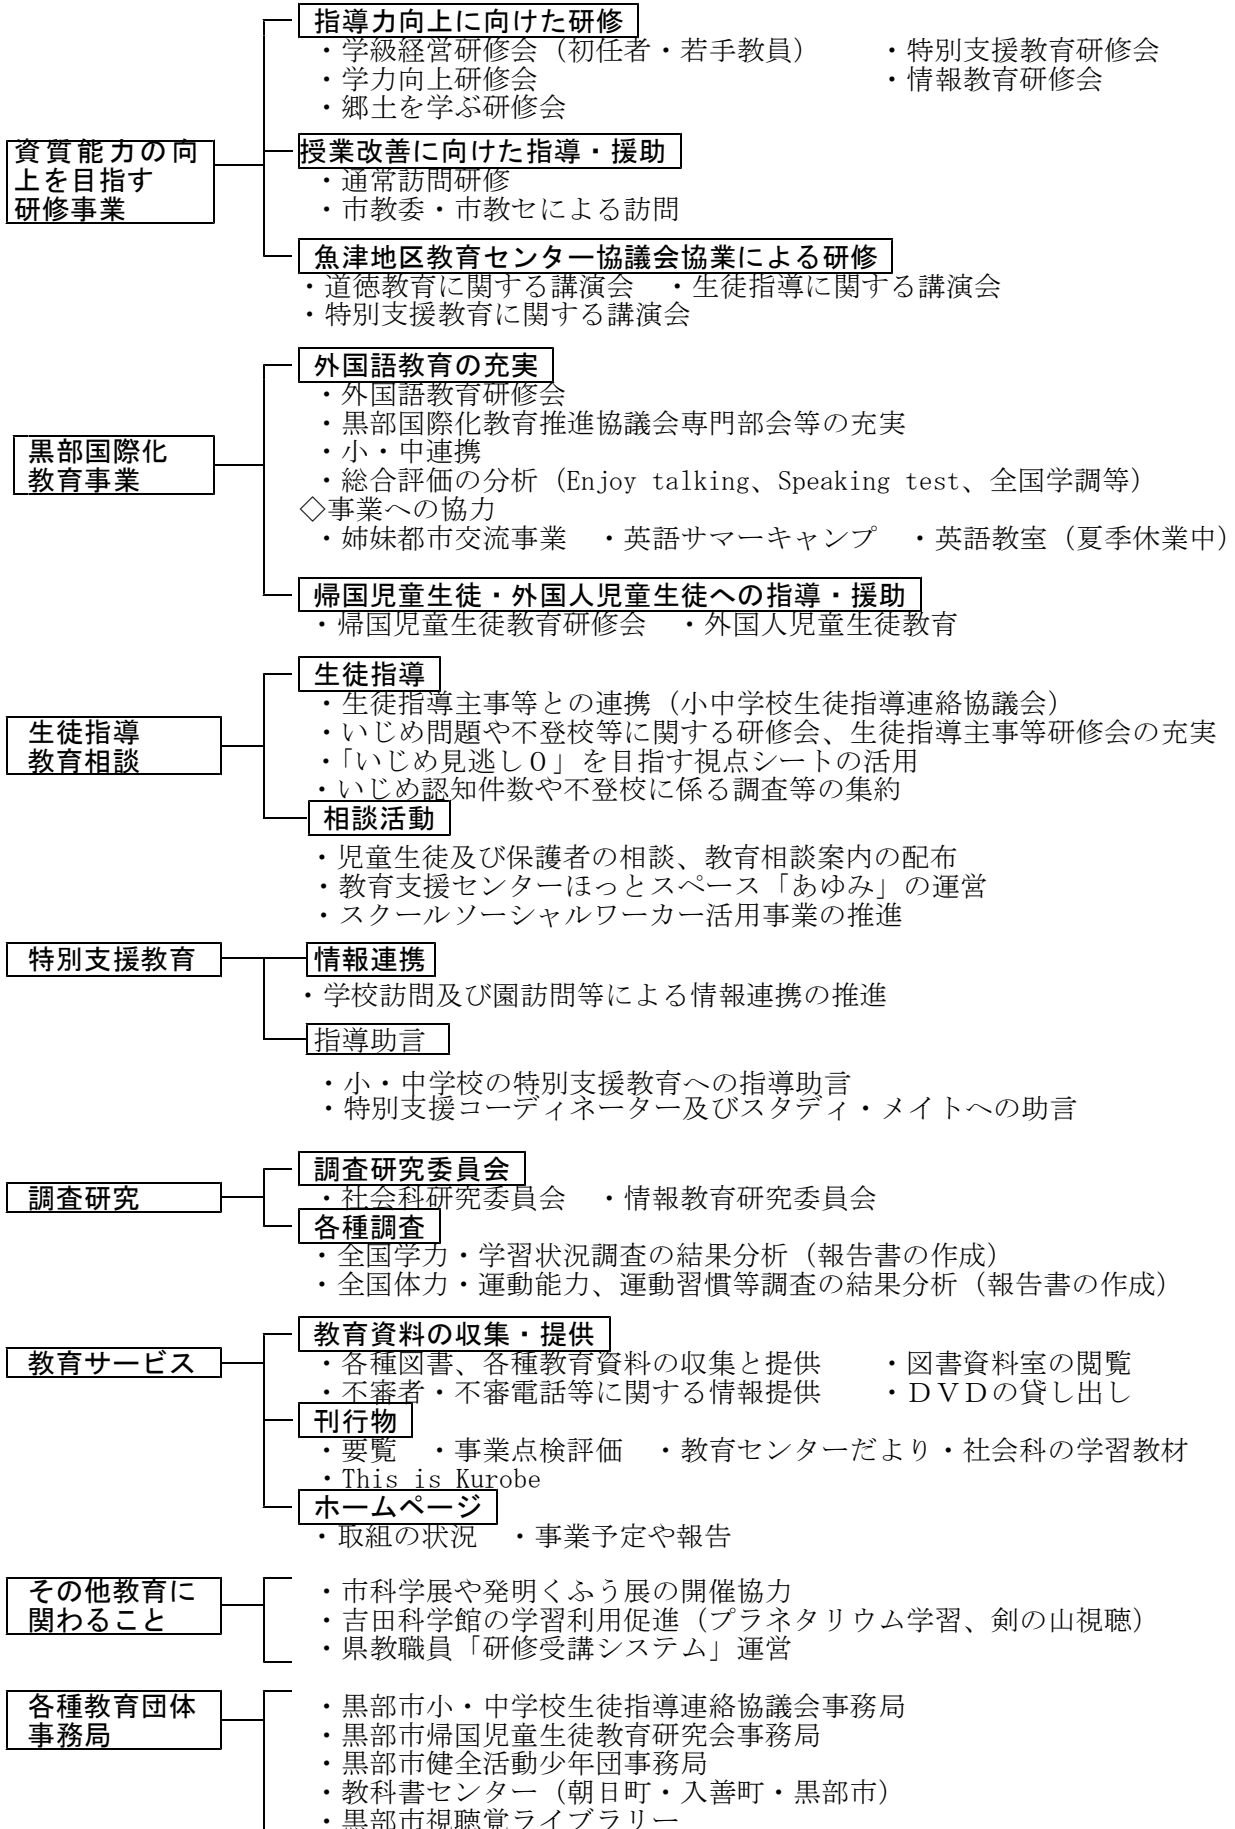 指導力向上に向けた研修
・学級経営研修会（初任者・若手教員）　・特別支援教育研修会
・学力向上研修会　・情報教育研修会
・郷土を学ぶ研修会
資質能力の向
上を目指す
研修事業
授業改善に向けた指導・援助
・通常訪問研修
・市教委・市教セによる訪問
魚津地区教育センター協議会協業による研修
・道徳教育に関する講演会　・生徒指導に関する講演会
・特別支援教育に関する講演会
外国語教育の充実
・外国語教育研修会
・黒部国際化教育推進協議会専門部会等の充実
黒部国際化
教育事業
・小・中連携
・総合評価の分析（Enjoy talking、Speaking test、全国学調等）
◇事業への協力
・姉妹都市交流事業　・英語サマーキャンプ　・英語教室（夏季休業中）
帰国児童生徒・外国人児童生徒への指導・援助
・帰国児童生徒教育研修会　・外国人児童生徒教育
生徒指導
・生徒指導主事等との連携（小中学校生徒指導連絡協議会）
生徒指導
教育相談
・いじめ問題や不登校等に関する研修会、生徒指導主事等研修会の充実
・「いじめ見逃し０」を目指す視点シートの活用
・いじめ認知件数や不登校に係る調査等の集約
相談活動
・児童生徒及び保護者の相談、教育相談案内の配布
・教育支援センターほっとスペース「あゆみ」の運営
・スクールソーシャルワーカー活用事業の推進
特別支援教育
情報連携
・学校訪問及び園訪問等による情報連携の推進
指導助言
・小・中学校の特別支援教育への指導助言
・特別支援コーディネーター及びスタディ・メイトへの助言
調査研究委員会
調査研究
・社会科研究委員会　・情報教育研究委員会
各種調査
・全国学力・学習状況調査の結果分析（報告書の作成）
・全国体力・運動能力、運動習慣等調査の結果分析（報告書の作成）
教育資料の収集・提供
教育サービス
・各種図書、各種教育資料の収集と提供　・図書資料室の閲覧
・不審者・不審電話等に関する情報提供　・ＤＶＤの貸し出し
刊行物
・要覧　・事業点検評価　・教育センターだより・社会科の学習教材
・This is Kurobe
ホームページ
・取組の状況　・事業予定や報告
その他教育に
関わること
・市科学展や発明くふう展の開催協力
・吉田科学館の学習利用促進（プラネタリウム学習、剣の山視聴）
・県教職員「研修受講システム」運営
各種教育団体
事務局
・黒部市小・中学校生徒指導連絡協議会事務局
・黒部市帰国児童生徒教育研究会事務局
・黒部市健全活動少年団事務局
・教科書センター（朝日町・入善町・黒部市）
・黒部市視聴覚ライブラリー